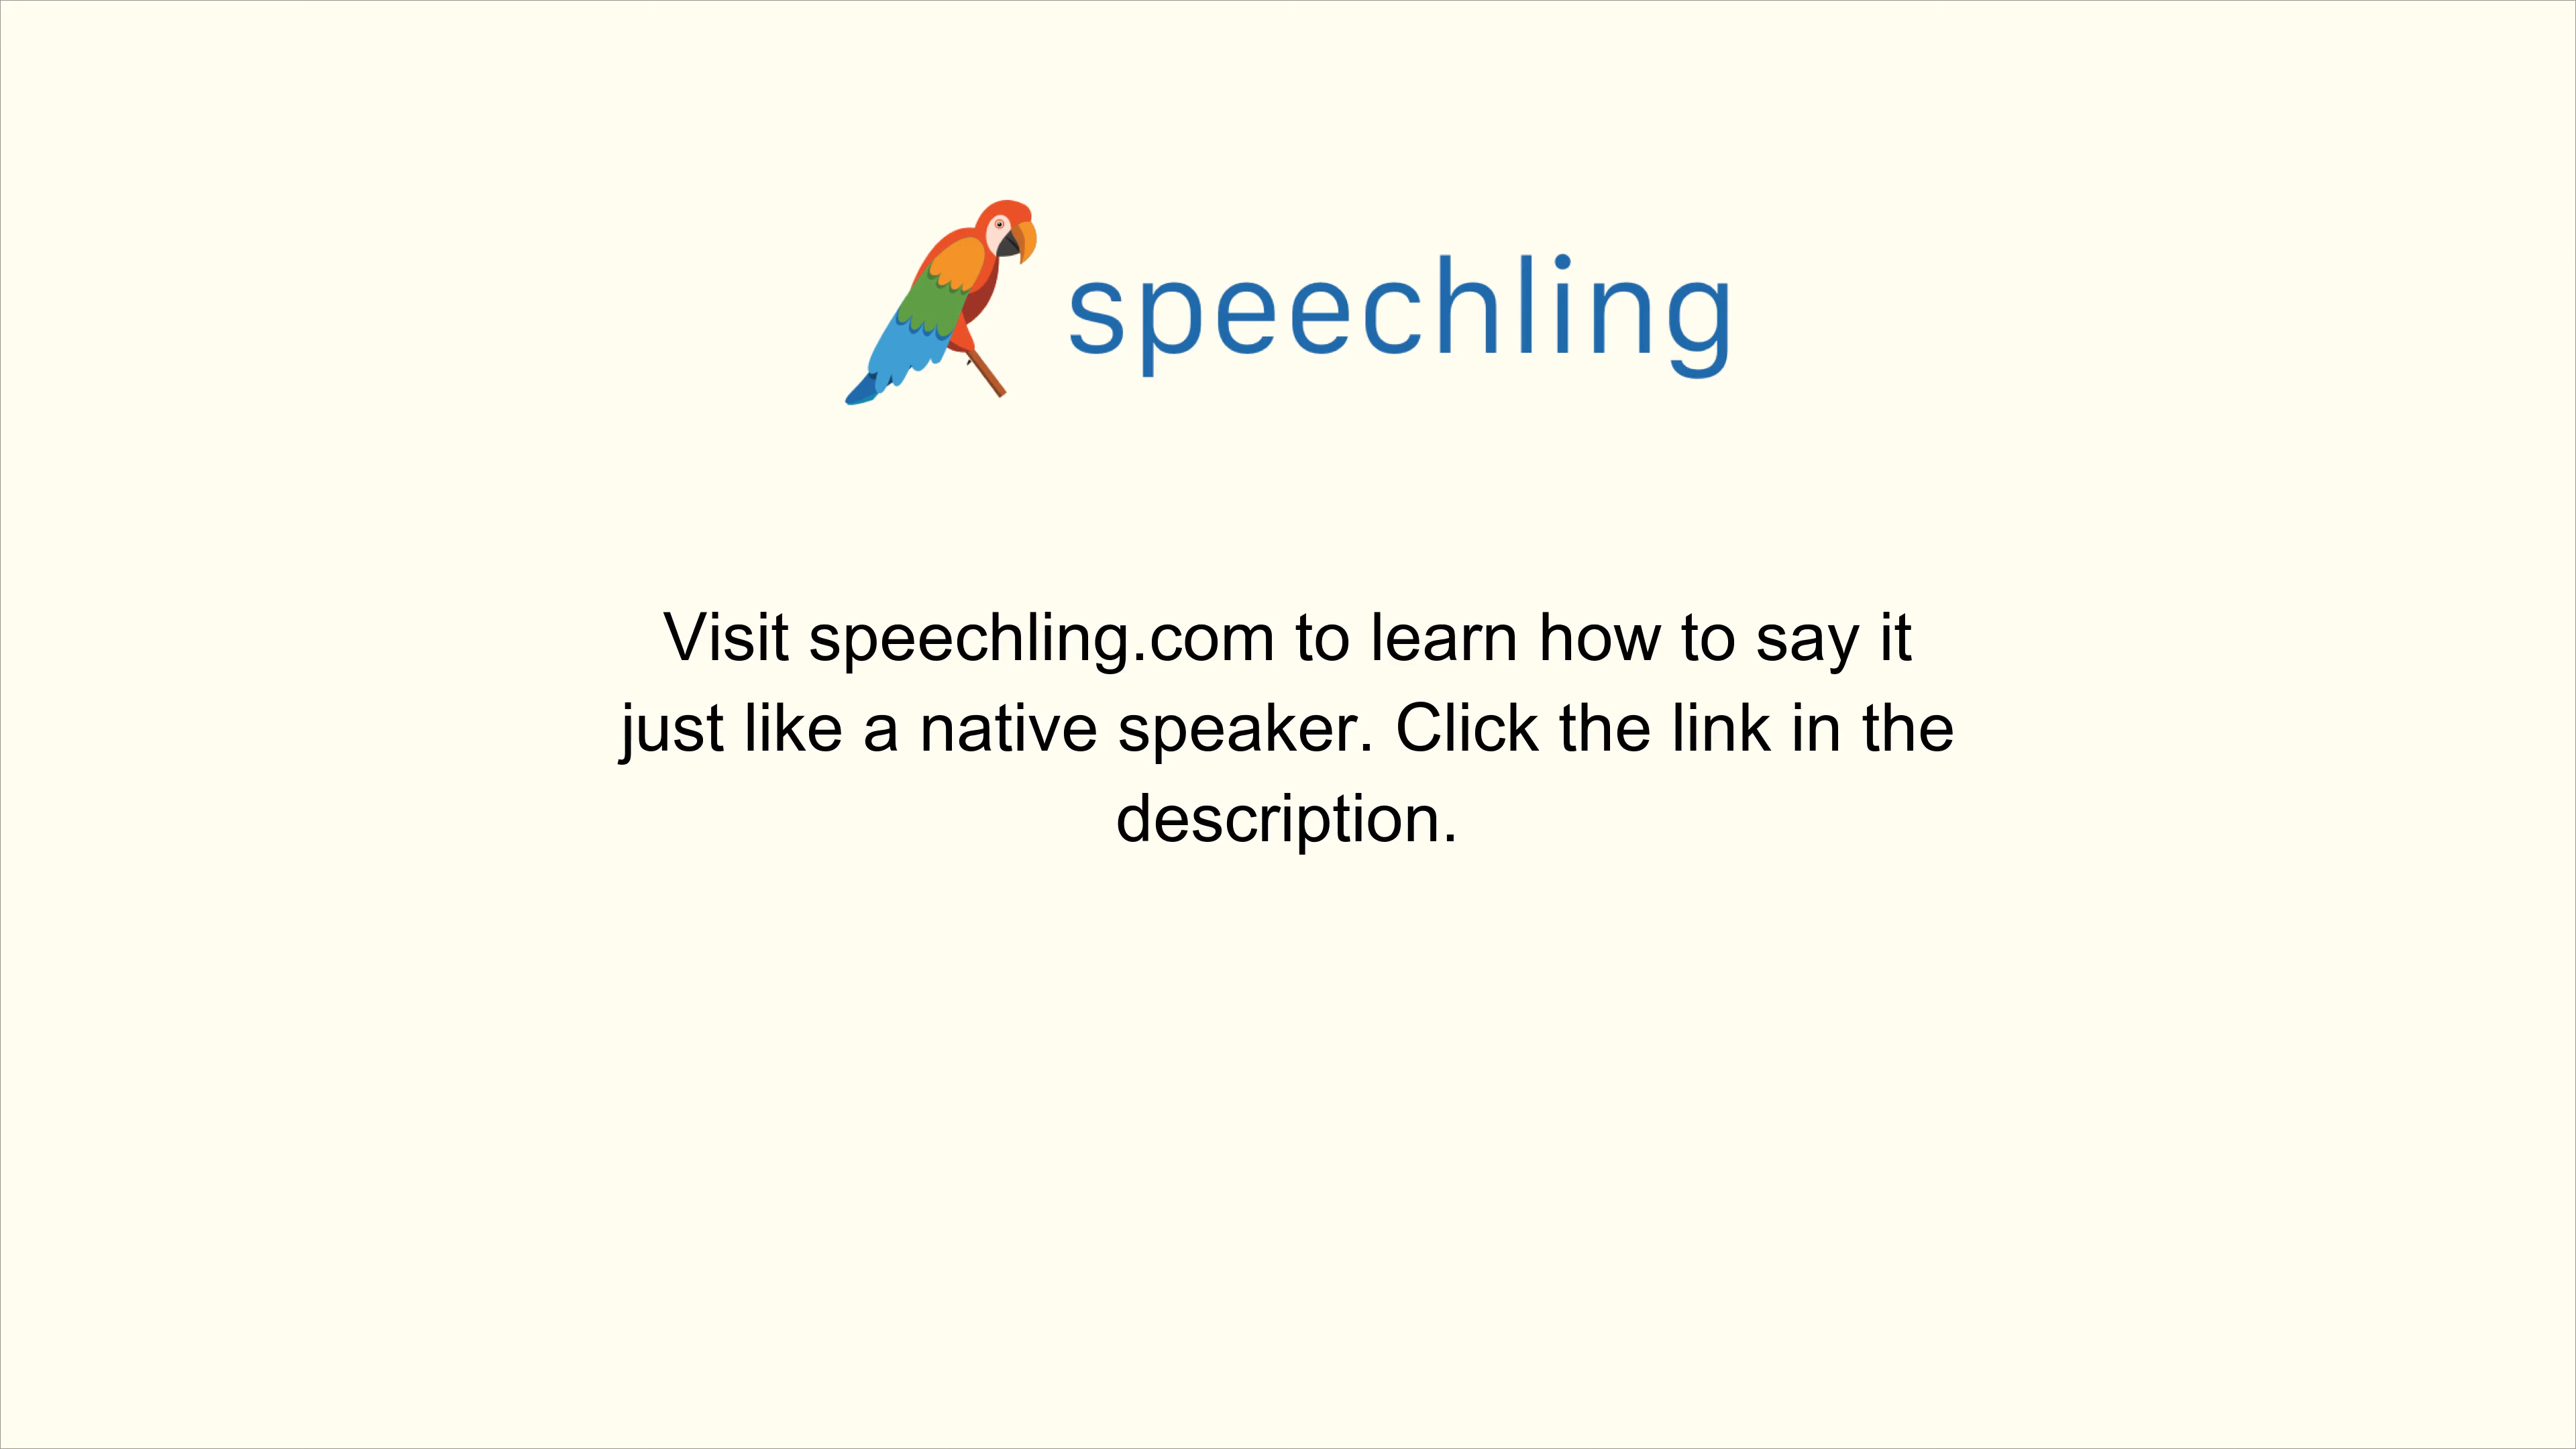 speechling
Visit speechling.com to learn how to say it
just like a native speaker. Click the link in the
description.